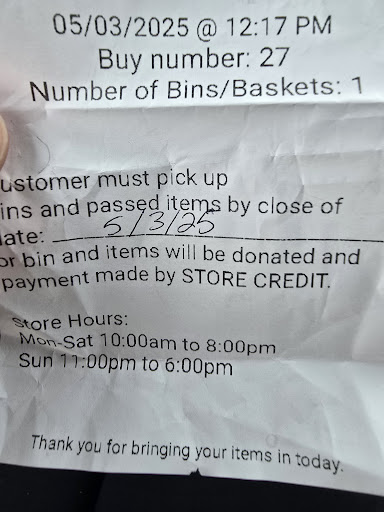 05/03/2025 @ 12:17 PM
Buy number: 27
Number of Bins/Baskets: 1
ustomer must pick up
ins and passed items by close of
ate: 5/3/25
or bin and items will be donated and
payment made by STORE CREDIT.
Store Hours:
Mon-Sat 10:00am to 8:00pm
Sun 11:00pm to 6:00pm
Thank you for bringing your items in today.